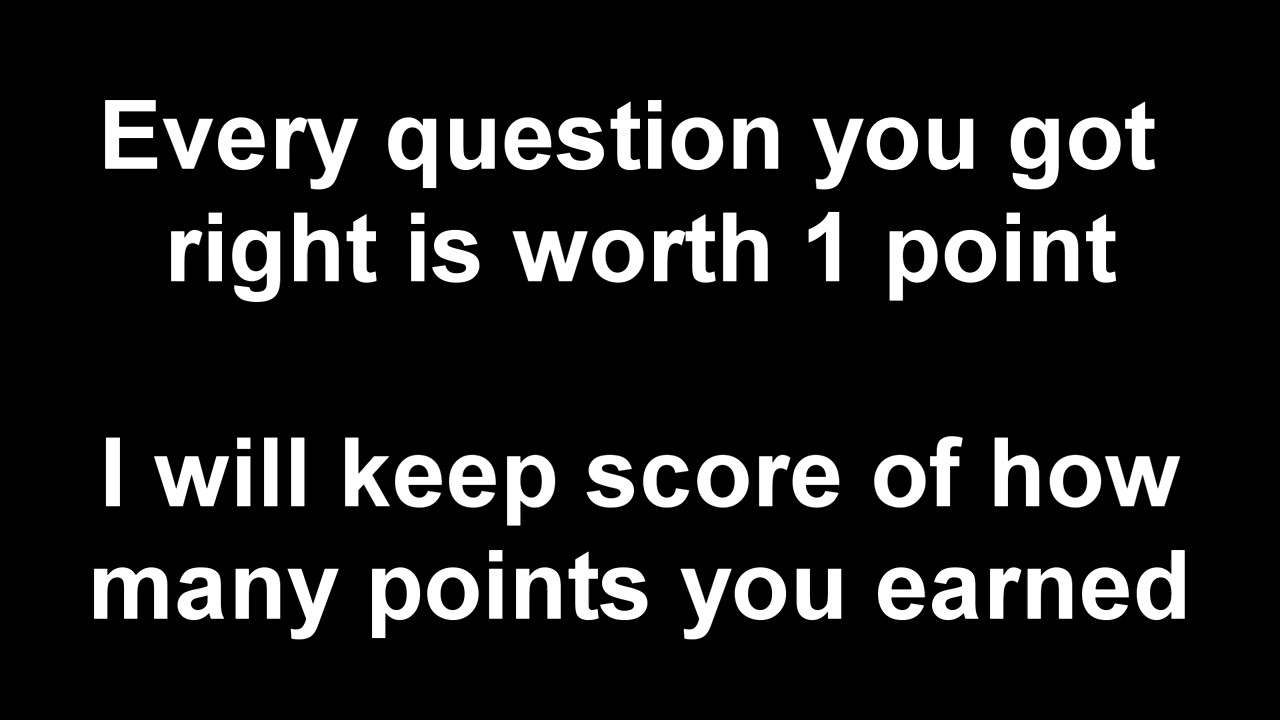 Every question you got
right is worth 1 point
I will keep score of how
many points you earned